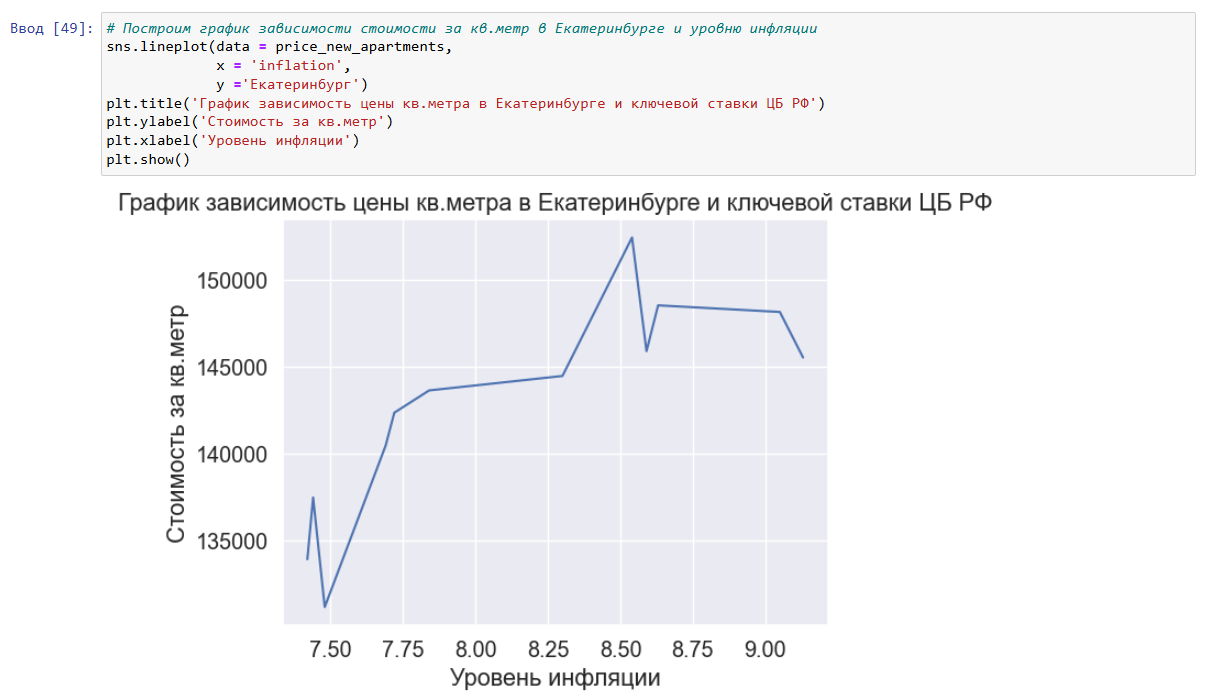 Ввод [49]: # Построим график зависимости стоимости за кв.метр в Екатеринбурге и уровню инфляции
sns.lineplot(data = price_new_apartments,
x = 'inflation',
y ='Екатеринбург')
plt.title('График зависимость цены кв.метра в Екатеринбурге и ключевой ставки ЦБ РФ')
plt.ylabel('Стоимость за кв.метр')
plt.xlabel('Уровень инфляции')
plt.show()
График зависимость цены кв.метра в Екатеринбурге и ключевой ставки ЦБ РФ
Стоимость за кв.метр
150000
145000
140000
135000
7.50 7.75 8.00 8.25 8.50 8.75 9.00
Уровень инфляции